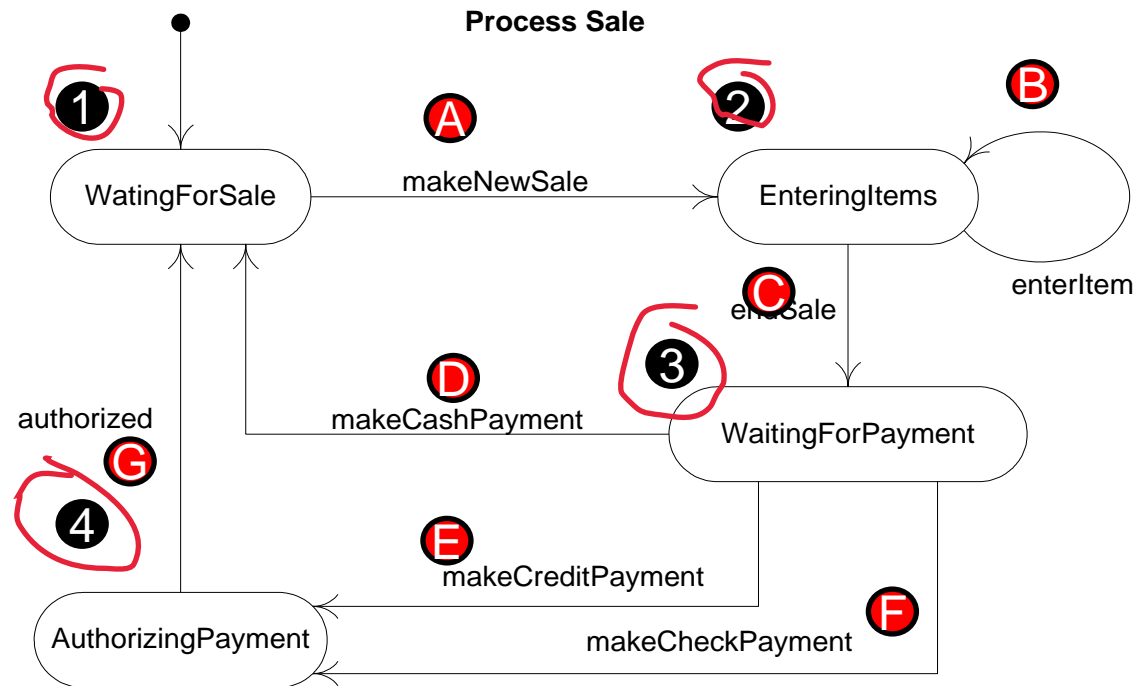 Process Sale
1
2
B
A
WatingForSale
makeNewSale
EnteringItems
enterItem
C
endSale
3
D
makeCashPayment
WaitingForPayment
authorized
G
4
E
makeCreditPayment
F
AuthorizingPayment
makeCheckPayment